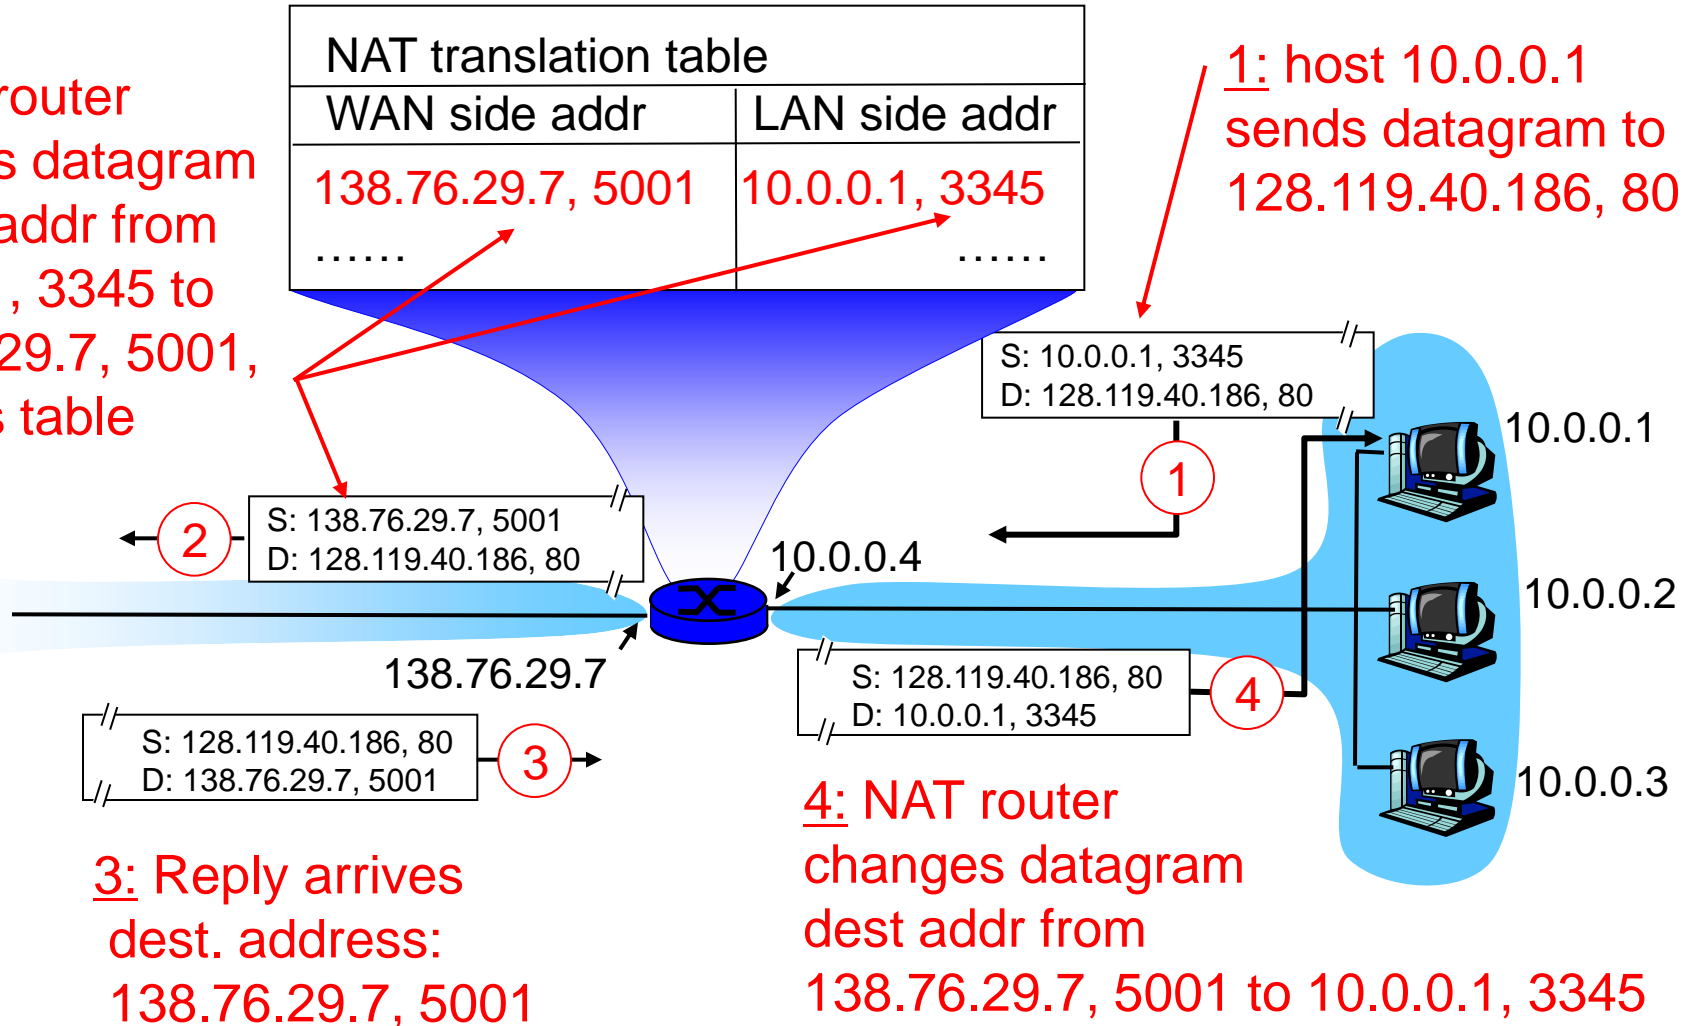 NAT translation table
WAN side addr LAN side addr
138.76.29.7, 5001 10.0.0.1, 3345
...... ......
1: host 10.0.0.1
sends datagram to
128.119.40.186, 80
router
s datagram
addr from
, 3345 to
29.7, 5001,
s table
S: 10.0.0.1, 3345
D: 128.119.40.186, 80
1
10.0.0.1
2
S: 138.76.29.7, 5001
D: 128.119.40.186, 80
10.0.0.4
10.0.0.2
138.76.29.7
S: 128.119.40.186, 80
D: 10.0.0.1, 3345
4
S: 128.119.40.186, 80
D: 138.76.29.7, 5001
3
10.0.0.3
3: Reply arrives
dest. address:
138.76.29.7, 5001
4: NAT router
changes datagram
dest addr from
138.76.29.7, 5001 to 10.0.0.1, 3345